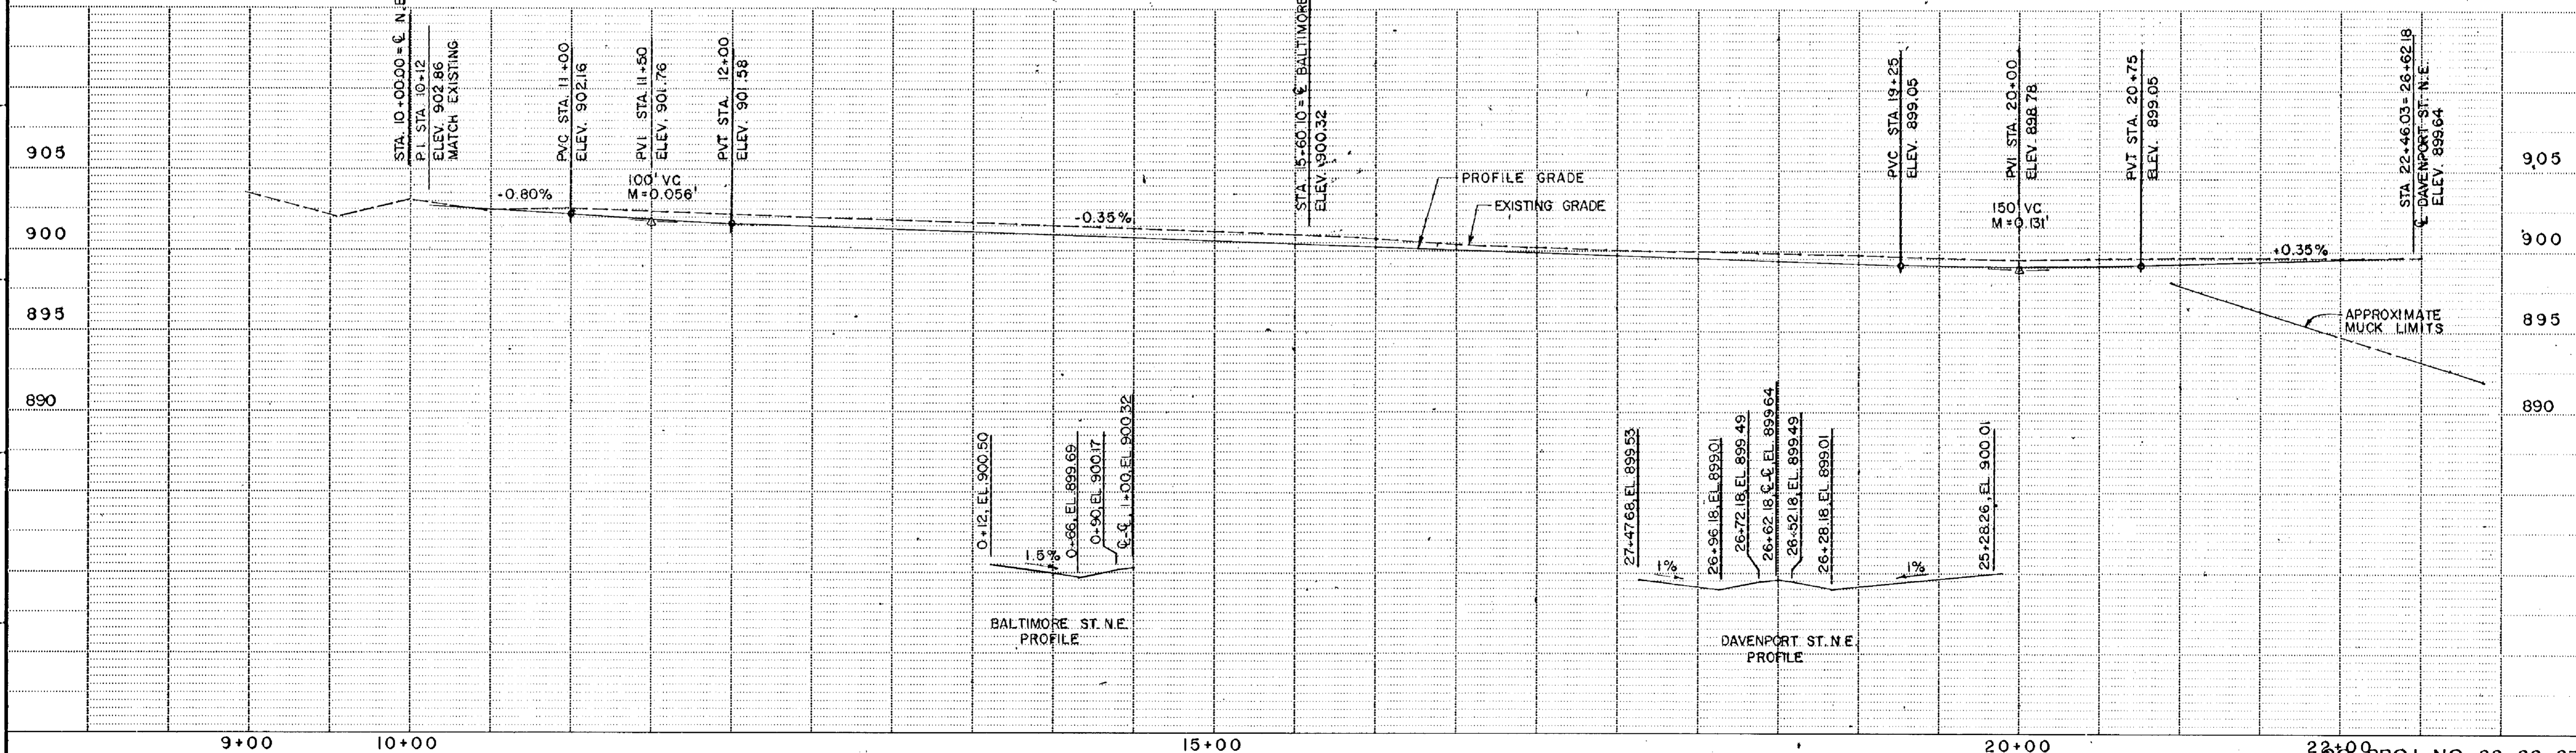 STA. 10+00.00 = ℄ N.E
P.I. STA. 10+12
ELEV. 902.86
MATCH EXISTING
PVC STA. 11+00
ELEV. 902.16
PVI STA. 11+50
ELEV. 901.76
PVT STA. 12+00
ELEV. 901.58
STA. 15+60.10 = ℄ BALTIMORE
ELEV. 900.32
PVC STA. 19+25
ELEV. 899.05
PVI STA. 20+00
ELEV. 898.78
PVT STA. 20+75
ELEV. 899.05
STA 22+46.03 = 26+62.18
℄ DAVENPORT ST. N.E.
ELEV. 899.64
905
905
-0.80%
100' VC
M=0.056'
-0.35%
PROFILE GRADE
EXISTING GRADE
150' VC
M=0.131'
+0.35%
900
900
895
895
APPROXIMATE
MUCK LIMITS
890
890
0+12, EL. 900.50
0+66, EL. 899.69
0+90, EL. 900.17
℄-℄, 1+00, EL. 900.32
1.5%
BALTIMORE ST. N.E.
PROFILE
27+47.68, EL. 899.53
26+96.18, EL. 899.01
26+72.18, EL. 899.49
26+62.18, ℄-℄, EL. 899.64
26+52.18, EL. 899.49
26+28.18, EL. 899.01
25+28.26, EL. 900.01
1%
1%
DAVENPORT ST. N.E.
PROFILE
9+00
10+00
15+00
20+00
22+00
PROJ. NO.